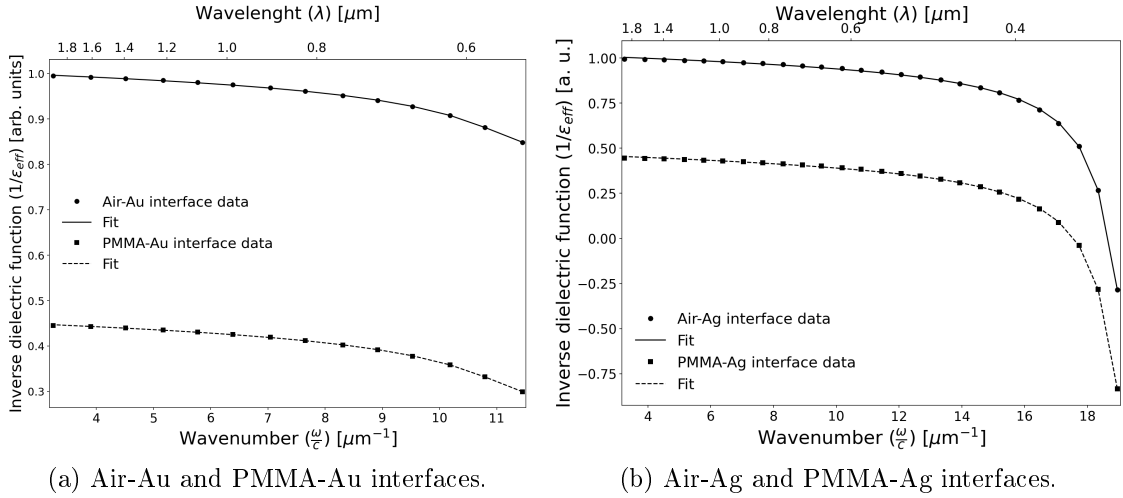 Wavelenght (λ) [μm]
1.8 1.6 1.4 1.2 1.0 0.8 0.6
Inverse dielectric function (1/ε_eff) [arb. units]
1.0
0.9
0.8
0.7
0.6
0.5
0.4
0.3
Air-Au interface data
Fit
PMMA-Au interface data
Fit
4 5 6 7 8 9 10 11
Wavenumber (ω/c) [μm⁻¹]
(a) Air-Au and PMMA-Au interfaces.
Wavelenght (λ) [μm]
1.8 1.4 1.0 0.8 0.6 0.4
Inverse dielectric function (1/ε_eff) [a. u.]
1.00
0.75
0.50
0.25
0.00
−0.25
−0.50
−0.75
Air-Ag interface data
Fit
PMMA-Ag interface data
Fit
4 6 8 10 12 14 16 18
Wavenumber (ω/c) [μm⁻¹]
(b) Air-Ag and PMMA-Ag interfaces.